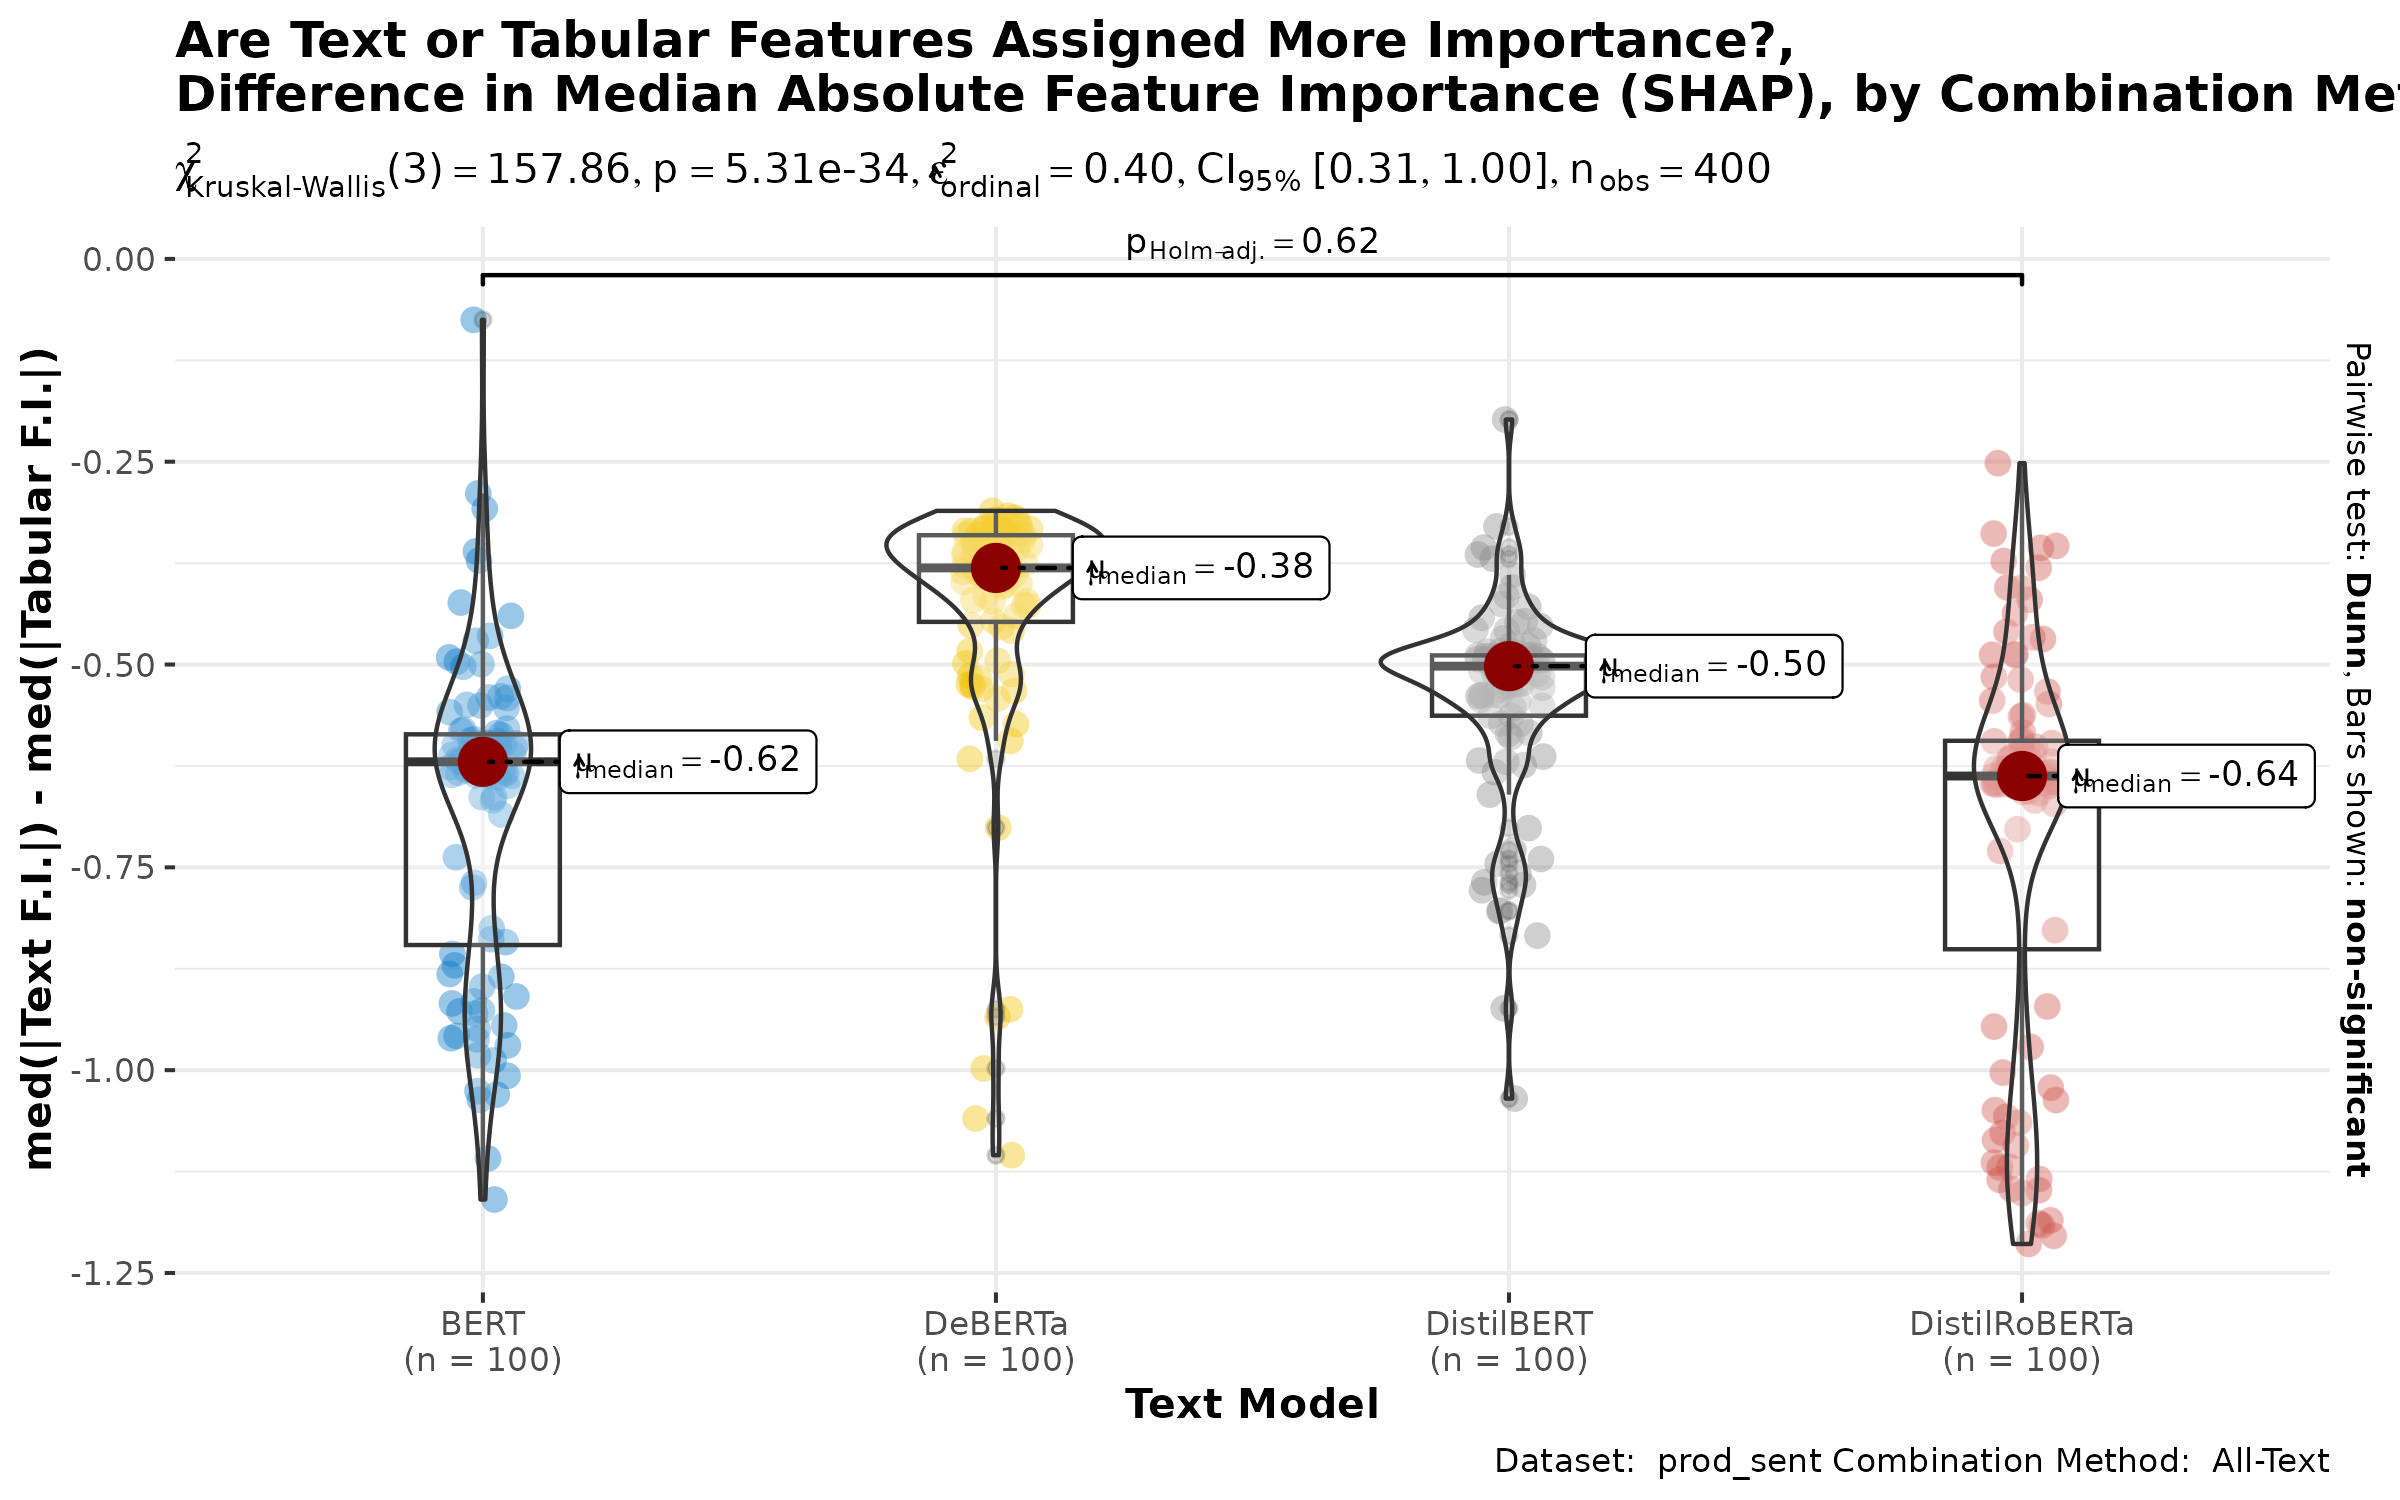 Are Text or Tabular Features Assigned More Importance?,
Difference in Median Absolute Feature Importance (SHAP), by Combination Met
χ²Kruskal-Wallis(3) = 157.86, p = 5.31e-34, ε̂²ordinal = 0.40, CI95% [0.31, 1.00], nobs = 400
pHolm-adj. = 0.62
med(|Text F.I.|) - med(|Tabular F.I.|)
0.00
-0.25
-0.50
-0.75
-1.00
-1.25
μ̂median = -0.62
μ̂median = -0.38
μ̂median = -0.50
μ̂median = -0.64
Pairwise test: Dunn, Bars shown: non-significant
BERT
(n = 100)
DeBERTa
(n = 100)
DistilBERT
(n = 100)
DistilRoBERTa
(n = 100)
Text Model
Dataset:  prod_sent Combination Method:  All-Text